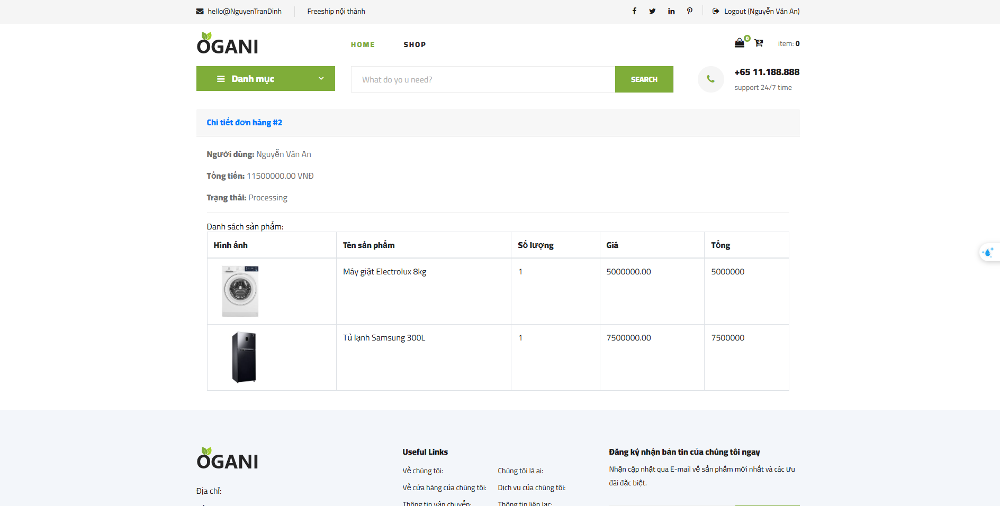 hello@NguyenTranDinh Freeship nội thành Logout (Nguyễn Văn An)
OGANI HOME SHOP 0 item: 0
Danh mục What do yo u need? SEARCH +65 11.188.888
support 24/7 time
Chi tiết đơn hàng #2
Người dùng: Nguyễn Văn An
Tổng tiền: 11500000.00 VNĐ
Trạng thái: Processing
Danh sách sản phẩm:
Hình ảnh Tên sản phẩm Số lượng Giá Tổng
Máy giặt Electrolux 8kg 1 5000000.00 5000000
Tủ lạnh Samsung 300L 1 7500000.00 7500000
OGANI Useful Links Đăng ký nhận bản tin của chúng tôi ngay
Về chúng tôi: Chúng tôi là ai: Nhận cập nhật qua E-mail về sản phẩm mới nhất và các ưu
đãi đặc biệt.
Địa chỉ: Về cửa hàng của chúng tôi: Dịch vụ của chúng tôi:
Thông tin vận chuyển: Thông tin liên lạc: